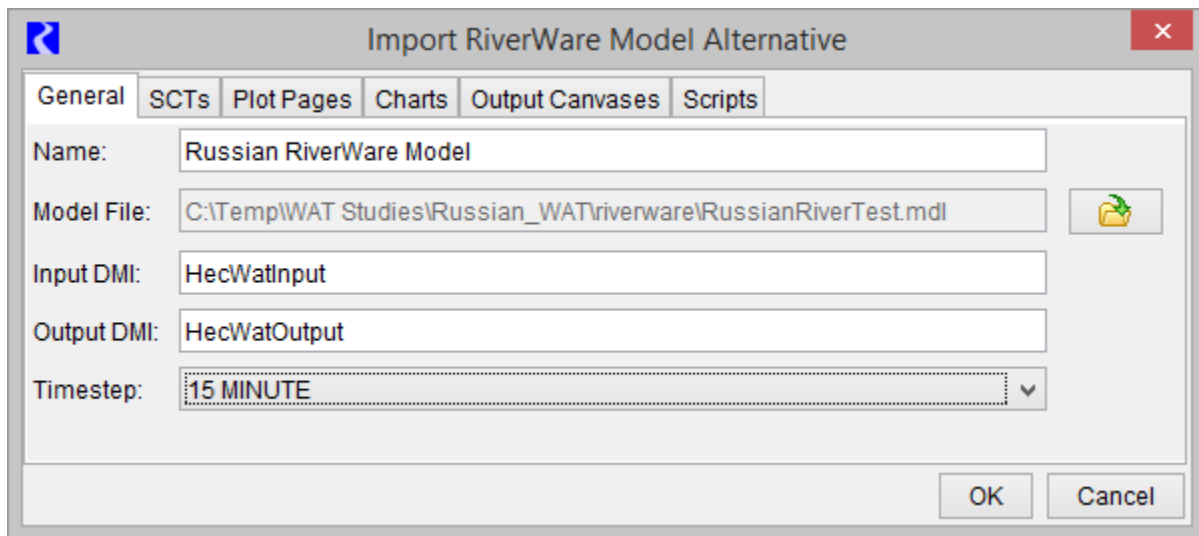 Import RiverWare Model Alternative
General SCTs Plot Pages Charts Output Canvases Scripts
Name: Russian RiverWare Model
Model File: C:\Temp\WAT Studies\Russian_WAT\riverware\RussianRiverTest.mdl
Input DMI: HecWatInput
Output DMI: HecWatOutput
Timestep: 15 MINUTE
OK Cancel